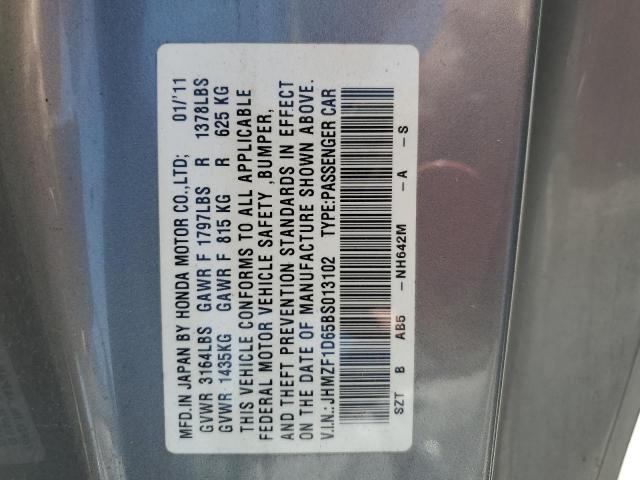 MFD.IN JAPAN BY HONDA MOTOR CO.,LTD; 01/'11
GVWR 3164LBS GAWR F 1797LBS R 1378LBS
GVWR 1435KG GAWR F 815 KG R 625 KG
THIS VEHICLE CONFORMS TO ALL APPLICABLE
FEDERAL MOTOR VEHICLE SAFETY ,BUMPER,
AND THEFT PREVENTION STANDARDS IN EFFECT
ON THE DATE OF MANUFACTURE SHOWN ABOVE.
V.I.N.: JHMZF1D65BS013102 TYPE:PASSENGER CAR
SZT B AB5 -NH642M -A -S